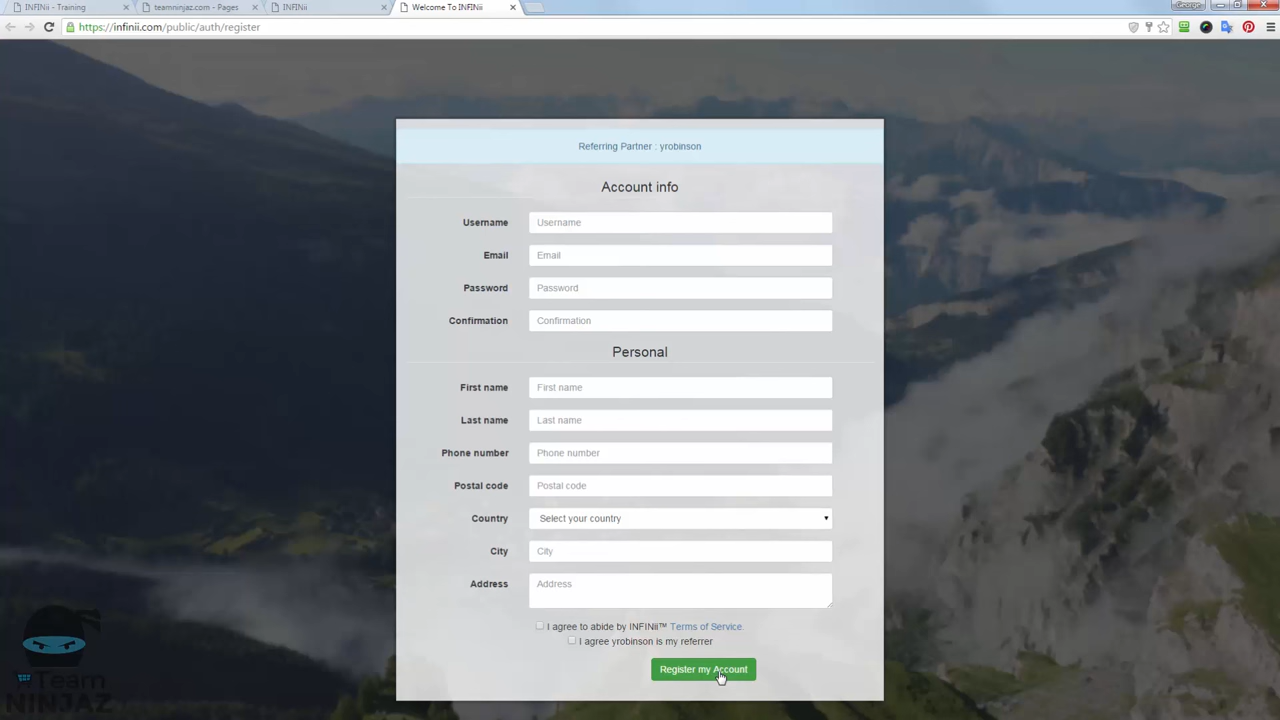 INFINii - Training
teamninjaz.com - Pages
INFINii
Welcome To INFINii
George
https://infinii.com/public/auth/register
Referring Partner : yrobinson
Account info
Username Username
Email Email
Password Password
Confirmation Confirmation
Personal
First name First name
Last name Last name
Phone number Phone number
Postal code Postal code
Country Select your country
City City
Address Address
I agree to abide by INFINii™ Terms of Service.
I agree yrobinson is my referrer
Register my Account
Team
NINJAZ